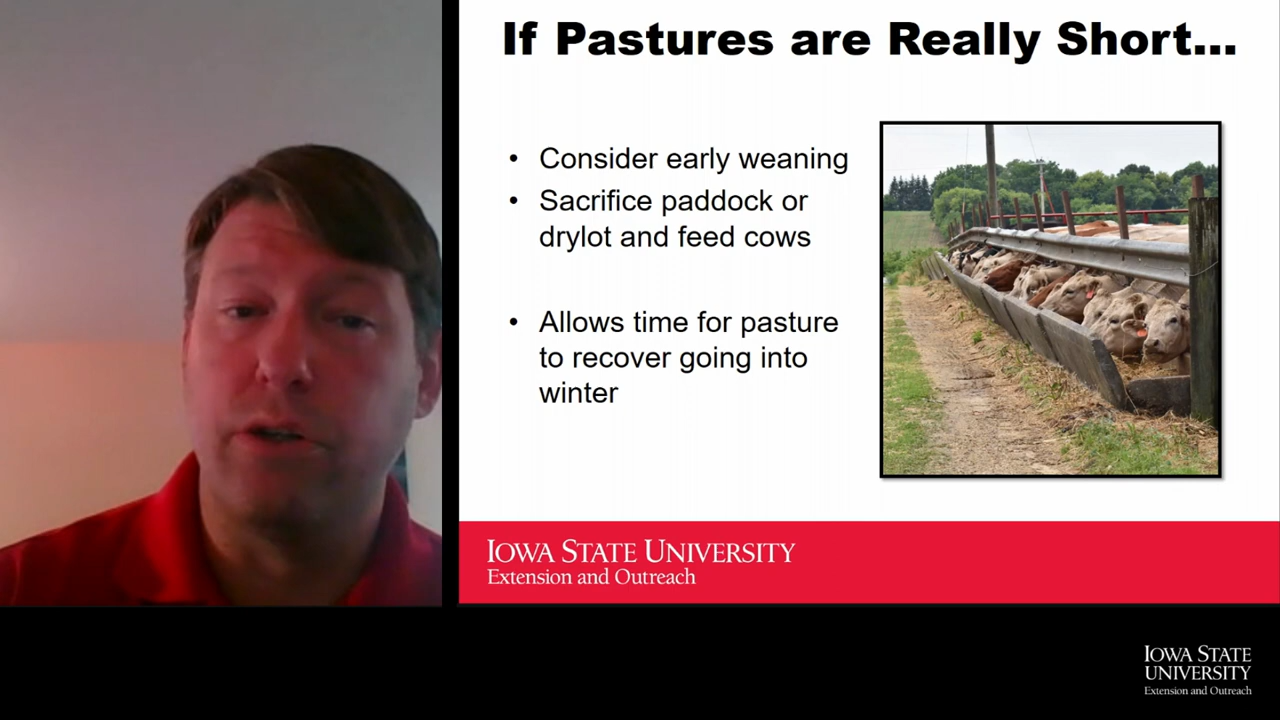 If Pastures are Really Short...
• Consider early weaning
• Sacrifice paddock or
drylot and feed cows
• Allows time for pasture
to recover going into
winter
IOWA STATE UNIVERSITY
Extension and Outreach
IOWA STATE
UNIVERSITY
Extension and Outreach